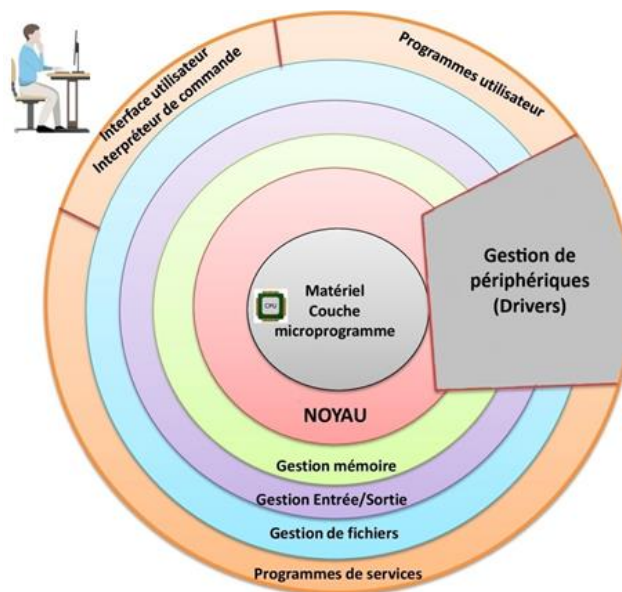 Interface utilisateur
Interpréteur de commande
Programmes utilisateur
Gestion de
périphériques
(Drivers)
Matériel
CPU
Couche
microprogramme
NOYAU
Gestion mémoire
Gestion Entrée/Sortie
Gestion de fichiers
Programmes de services